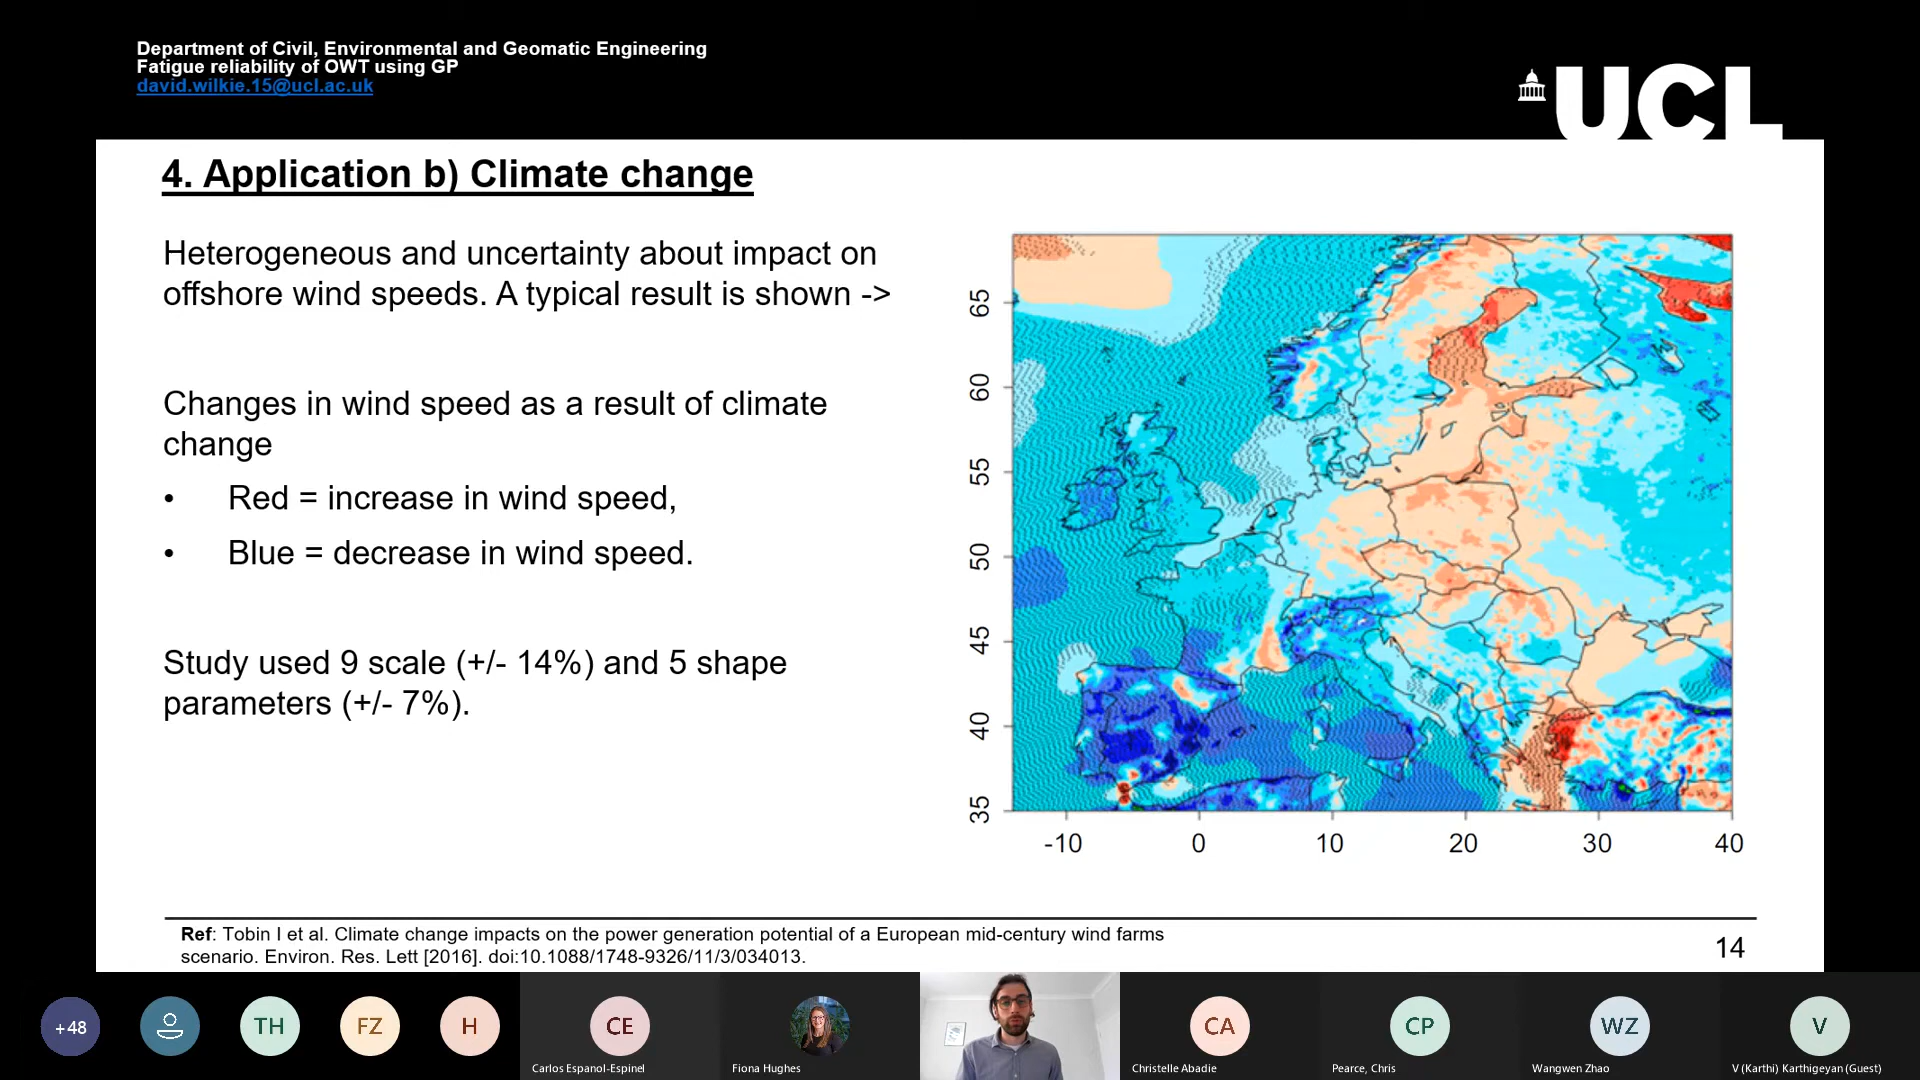 Department of Civil, Environmental and Geomatic Engineering
Fatigue reliability of OWT using GP
david.wilkie.15@ucl.ac.uk
UCL
4. Application b) Climate change
Heterogeneous and uncertainty about impact on
offshore wind speeds. A typical result is shown ->
Changes in wind speed as a result of climate
change
• Red = increase in wind speed,
• Blue = decrease in wind speed.
Study used 9 scale (+/- 14%) and 5 shape
parameters (+/- 7%).
65
60
55
50
45
40
35
-10 0 10 20 30 40
Ref: Tobin I et al. Climate change impacts on the power generation potential of a European mid-century wind farms
scenario. Environ. Res. Lett [2016]. doi:10.1088/1748-9326/11/3/034013.
14
+48 TH FZ H CE CA CP WZ V
Carlos Espanol-Espinel Fiona Hughes Christelle Abadie Pearce, Chris Wangwen Zhao V (Karthi) Karthigeyan (Guest)